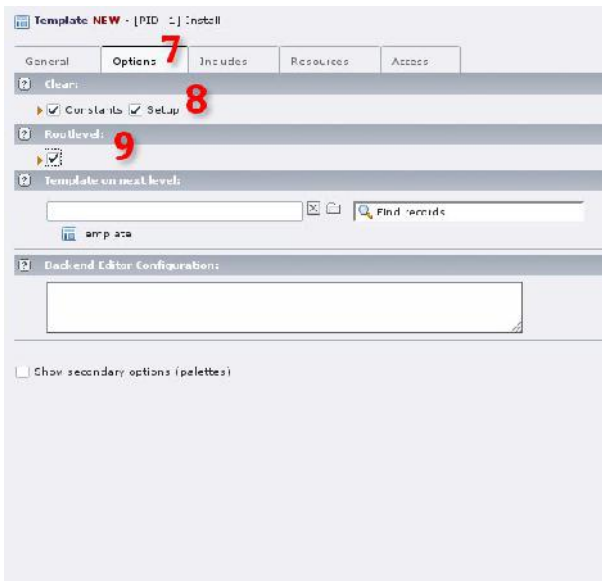 Template NEW - [PID: 1] Install
7
General Options Includes Resources Access
Clear:
Constants Setup
8
Rootlevel:
9
Template on next level:
Find records
Template
Backend Editor Configuration:
Show secondary options (palettes)